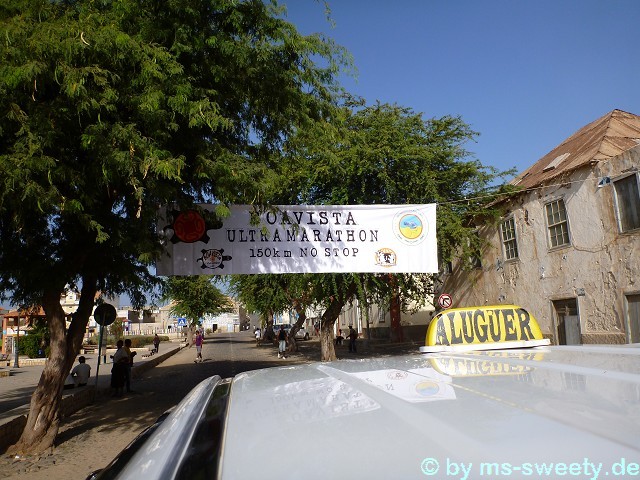 BOAVISTA
ULTRAMARATHON
150km NO STOP
ALUGUER
© by ms-sweety.de